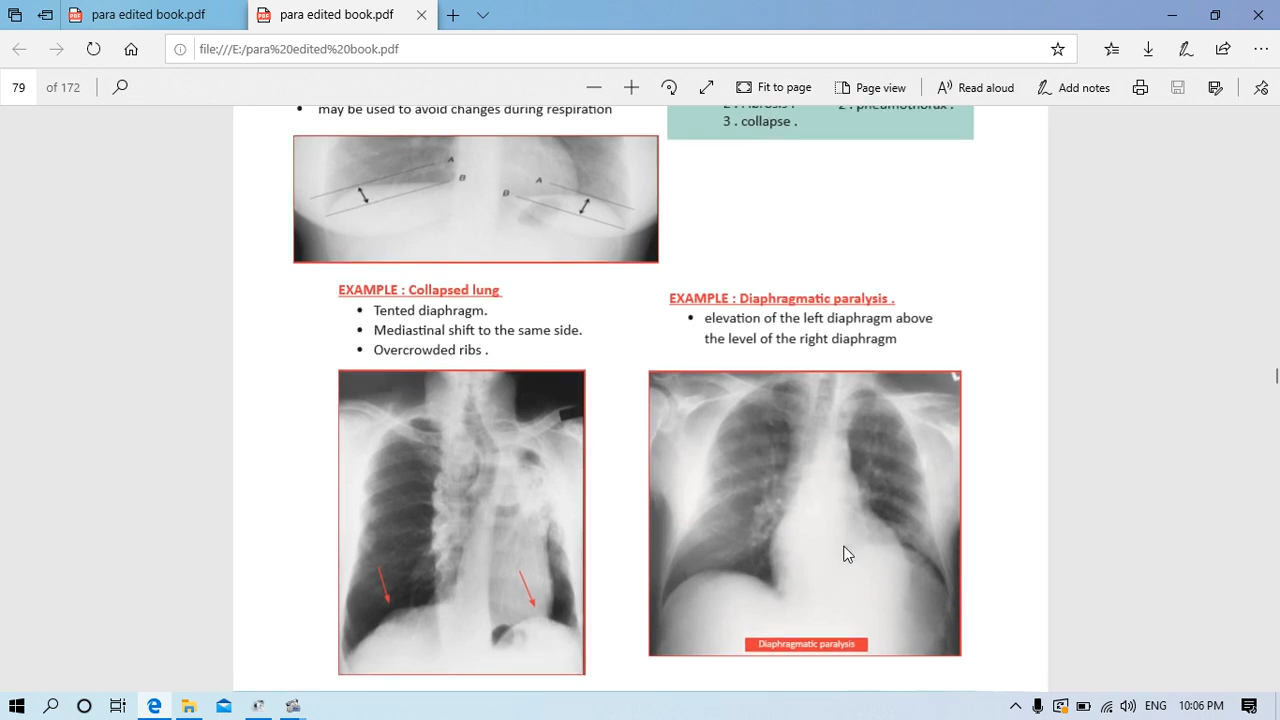 para edited book.pdf
para edited book.pdf
file:///E:/para%20edited%20book.pdf
79 of 172
Fit to page
Page view
Read aloud
Add notes
may be used to avoid changes during respiration
3 . collapse .
A
B
A
B
EXAMPLE : Collapsed lung
• Tented diaphragm.
• Mediastinal shift to the same side.
• Overcrowded ribs .
EXAMPLE : Diaphragmatic paralysis .
• elevation of the left diaphragm above
the level of the right diaphragm
Diaphragmatic paralysis
ENG
10:06 PM